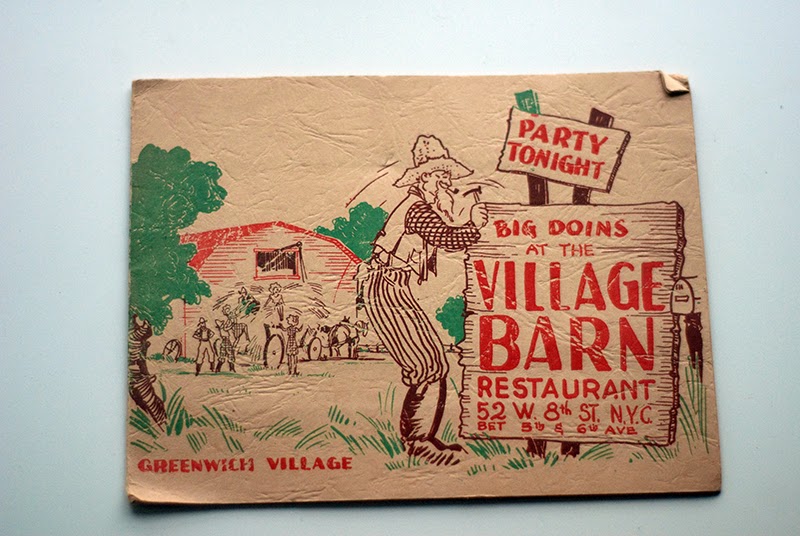 PARTY
TONIGHT
BIG DOINS
AT THE
VILLAGE
BARN
RESTAURANT
52 W. 8th ST. N.Y.C.
BET 5th & 6th AVE
GREENWICH VILLAGE